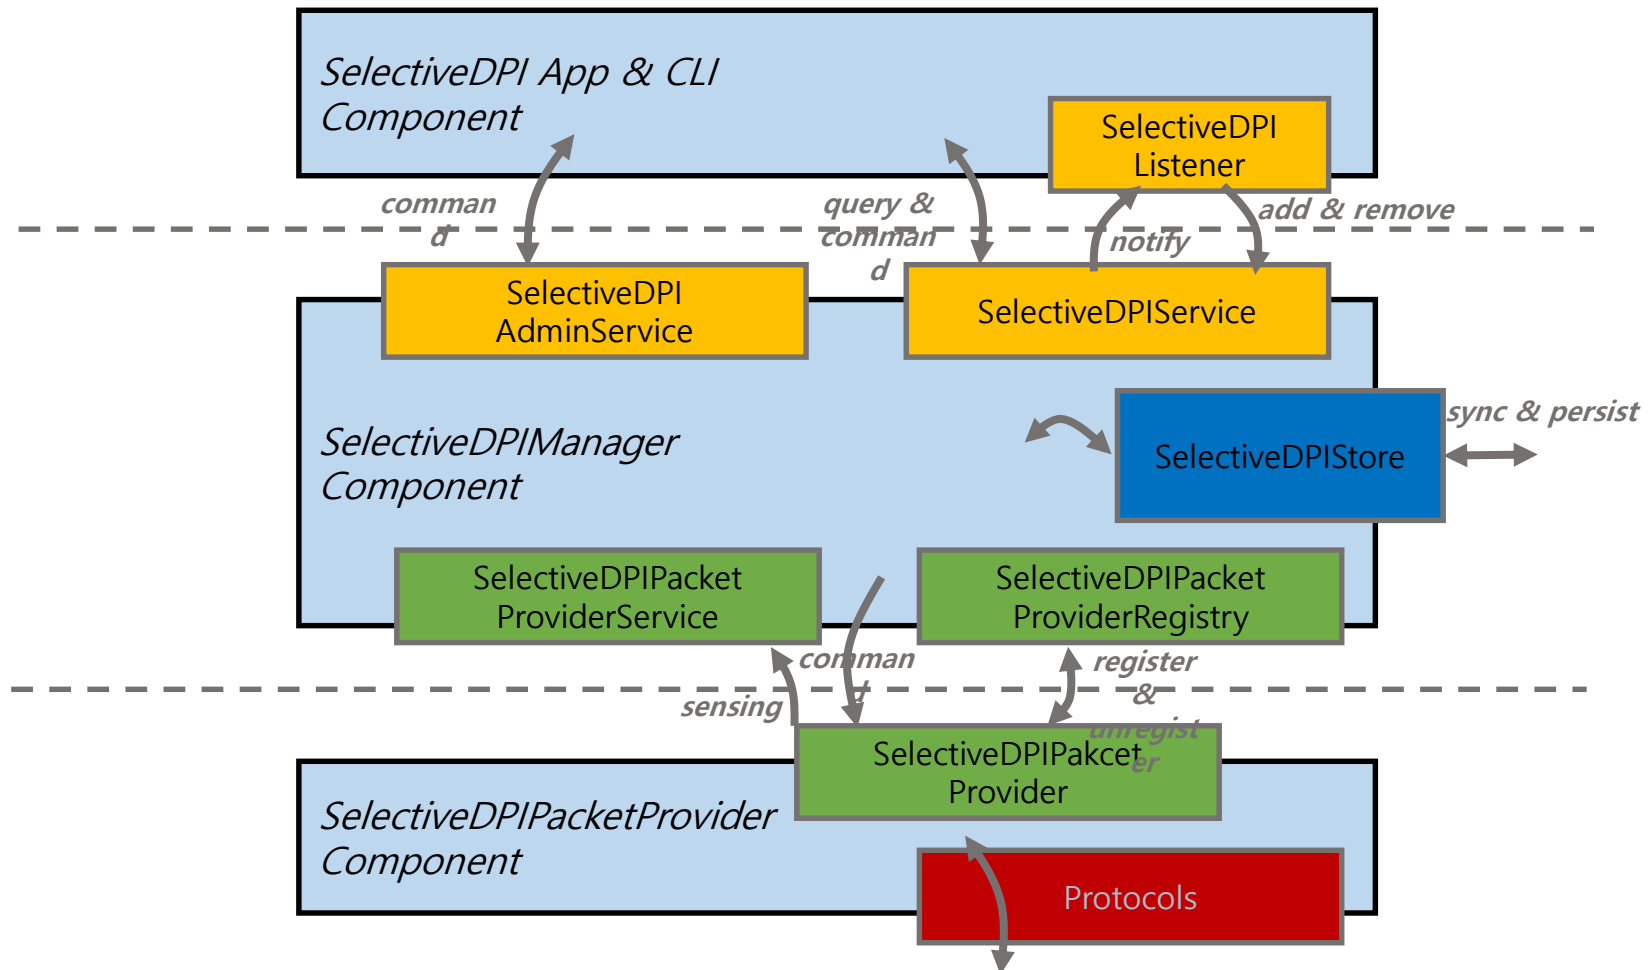 SelectiveDPI App & CLI
Component
SelectiveDPI
Listener
comman
d
query &
comman
d
notify
add & remove
SelectiveDPI
AdminService
SelectiveDPIService
SelectiveDPIManager
Component
SelectiveDPIStore
sync & persist
SelectiveDPIPacket
ProviderService
SelectiveDPIPacket
ProviderRegistry
sensing
comman
d
register
&
unregist
er
SelectiveDPIPakcet
Provider
SelectiveDPIPacketProvider
Component
Protocols